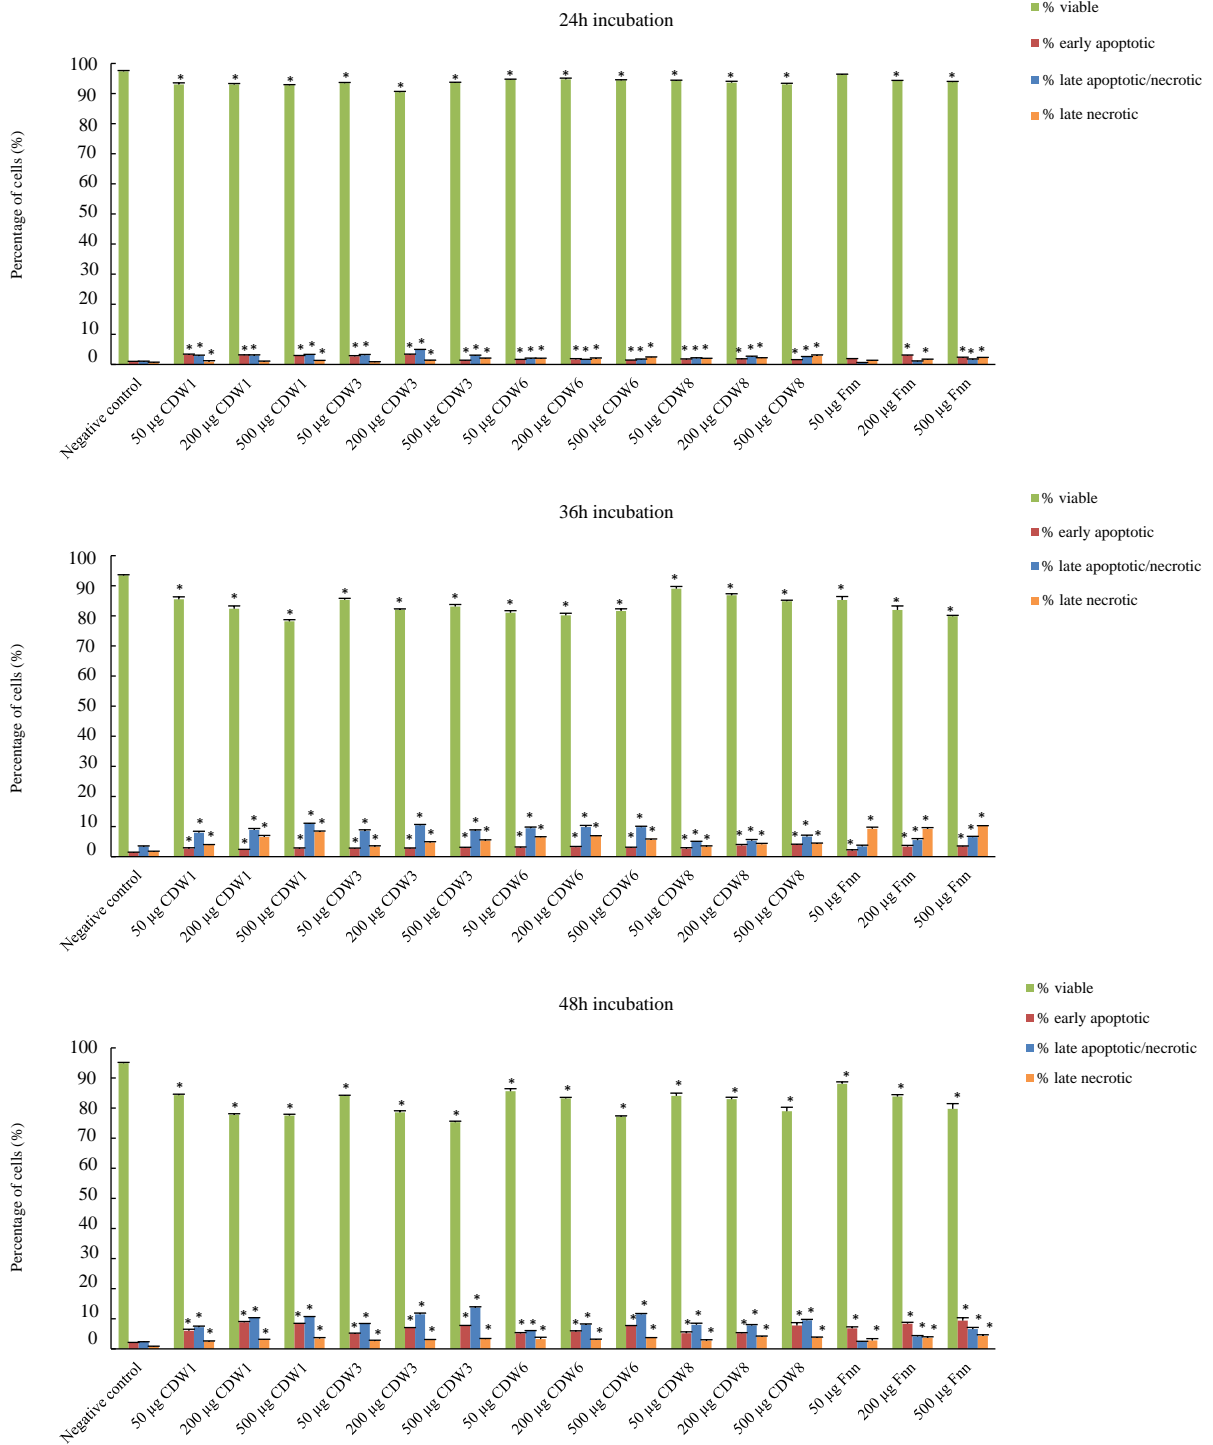 24h incubation
% viable
% early apoptotic
% late apoptotic/necrotic
% late necrotic
Percentage of cells (%)
100
90
80
70
60
50
40
30
20
10
0
Negative control
50 µg CDW1
200 µg CDW1
500 µg CDW1
50 µg CDW3
200 µg CDW3
500 µg CDW3
50 µg CDW6
200 µg CDW6
500 µg CDW6
50 µg CDW8
200 µg CDW8
500 µg CDW8
50 µg Fnn
200 µg Fnn
500 µg Fnn
36h incubation
% viable
% early apoptotic
% late apoptotic/necrotic
% late necrotic
Percentage of cells (%)
100
90
80
70
60
50
40
30
20
10
0
Negative control
50 µg CDW1
200 µg CDW1
500 µg CDW1
50 µg CDW3
200 µg CDW3
500 µg CDW3
50 µg CDW6
200 µg CDW6
500 µg CDW6
50 µg CDW8
200 µg CDW8
500 µg CDW8
50 µg Fnn
200 µg Fnn
500 µg Fnn
48h incubation
% viable
% early apoptotic
% late apoptotic/necrotic
% late necrotic
Percentage of cells (%)
100
90
80
70
60
50
40
30
20
10
0
Negative control
50 µg CDW1
200 µg CDW1
500 µg CDW1
50 µg CDW3
200 µg CDW3
500 µg CDW3
50 µg CDW6
200 µg CDW6
500 µg CDW6
50 µg CDW8
200 µg CDW8
500 µg CDW8
50 µg Fnn
200 µg Fnn
500 µg Fnn